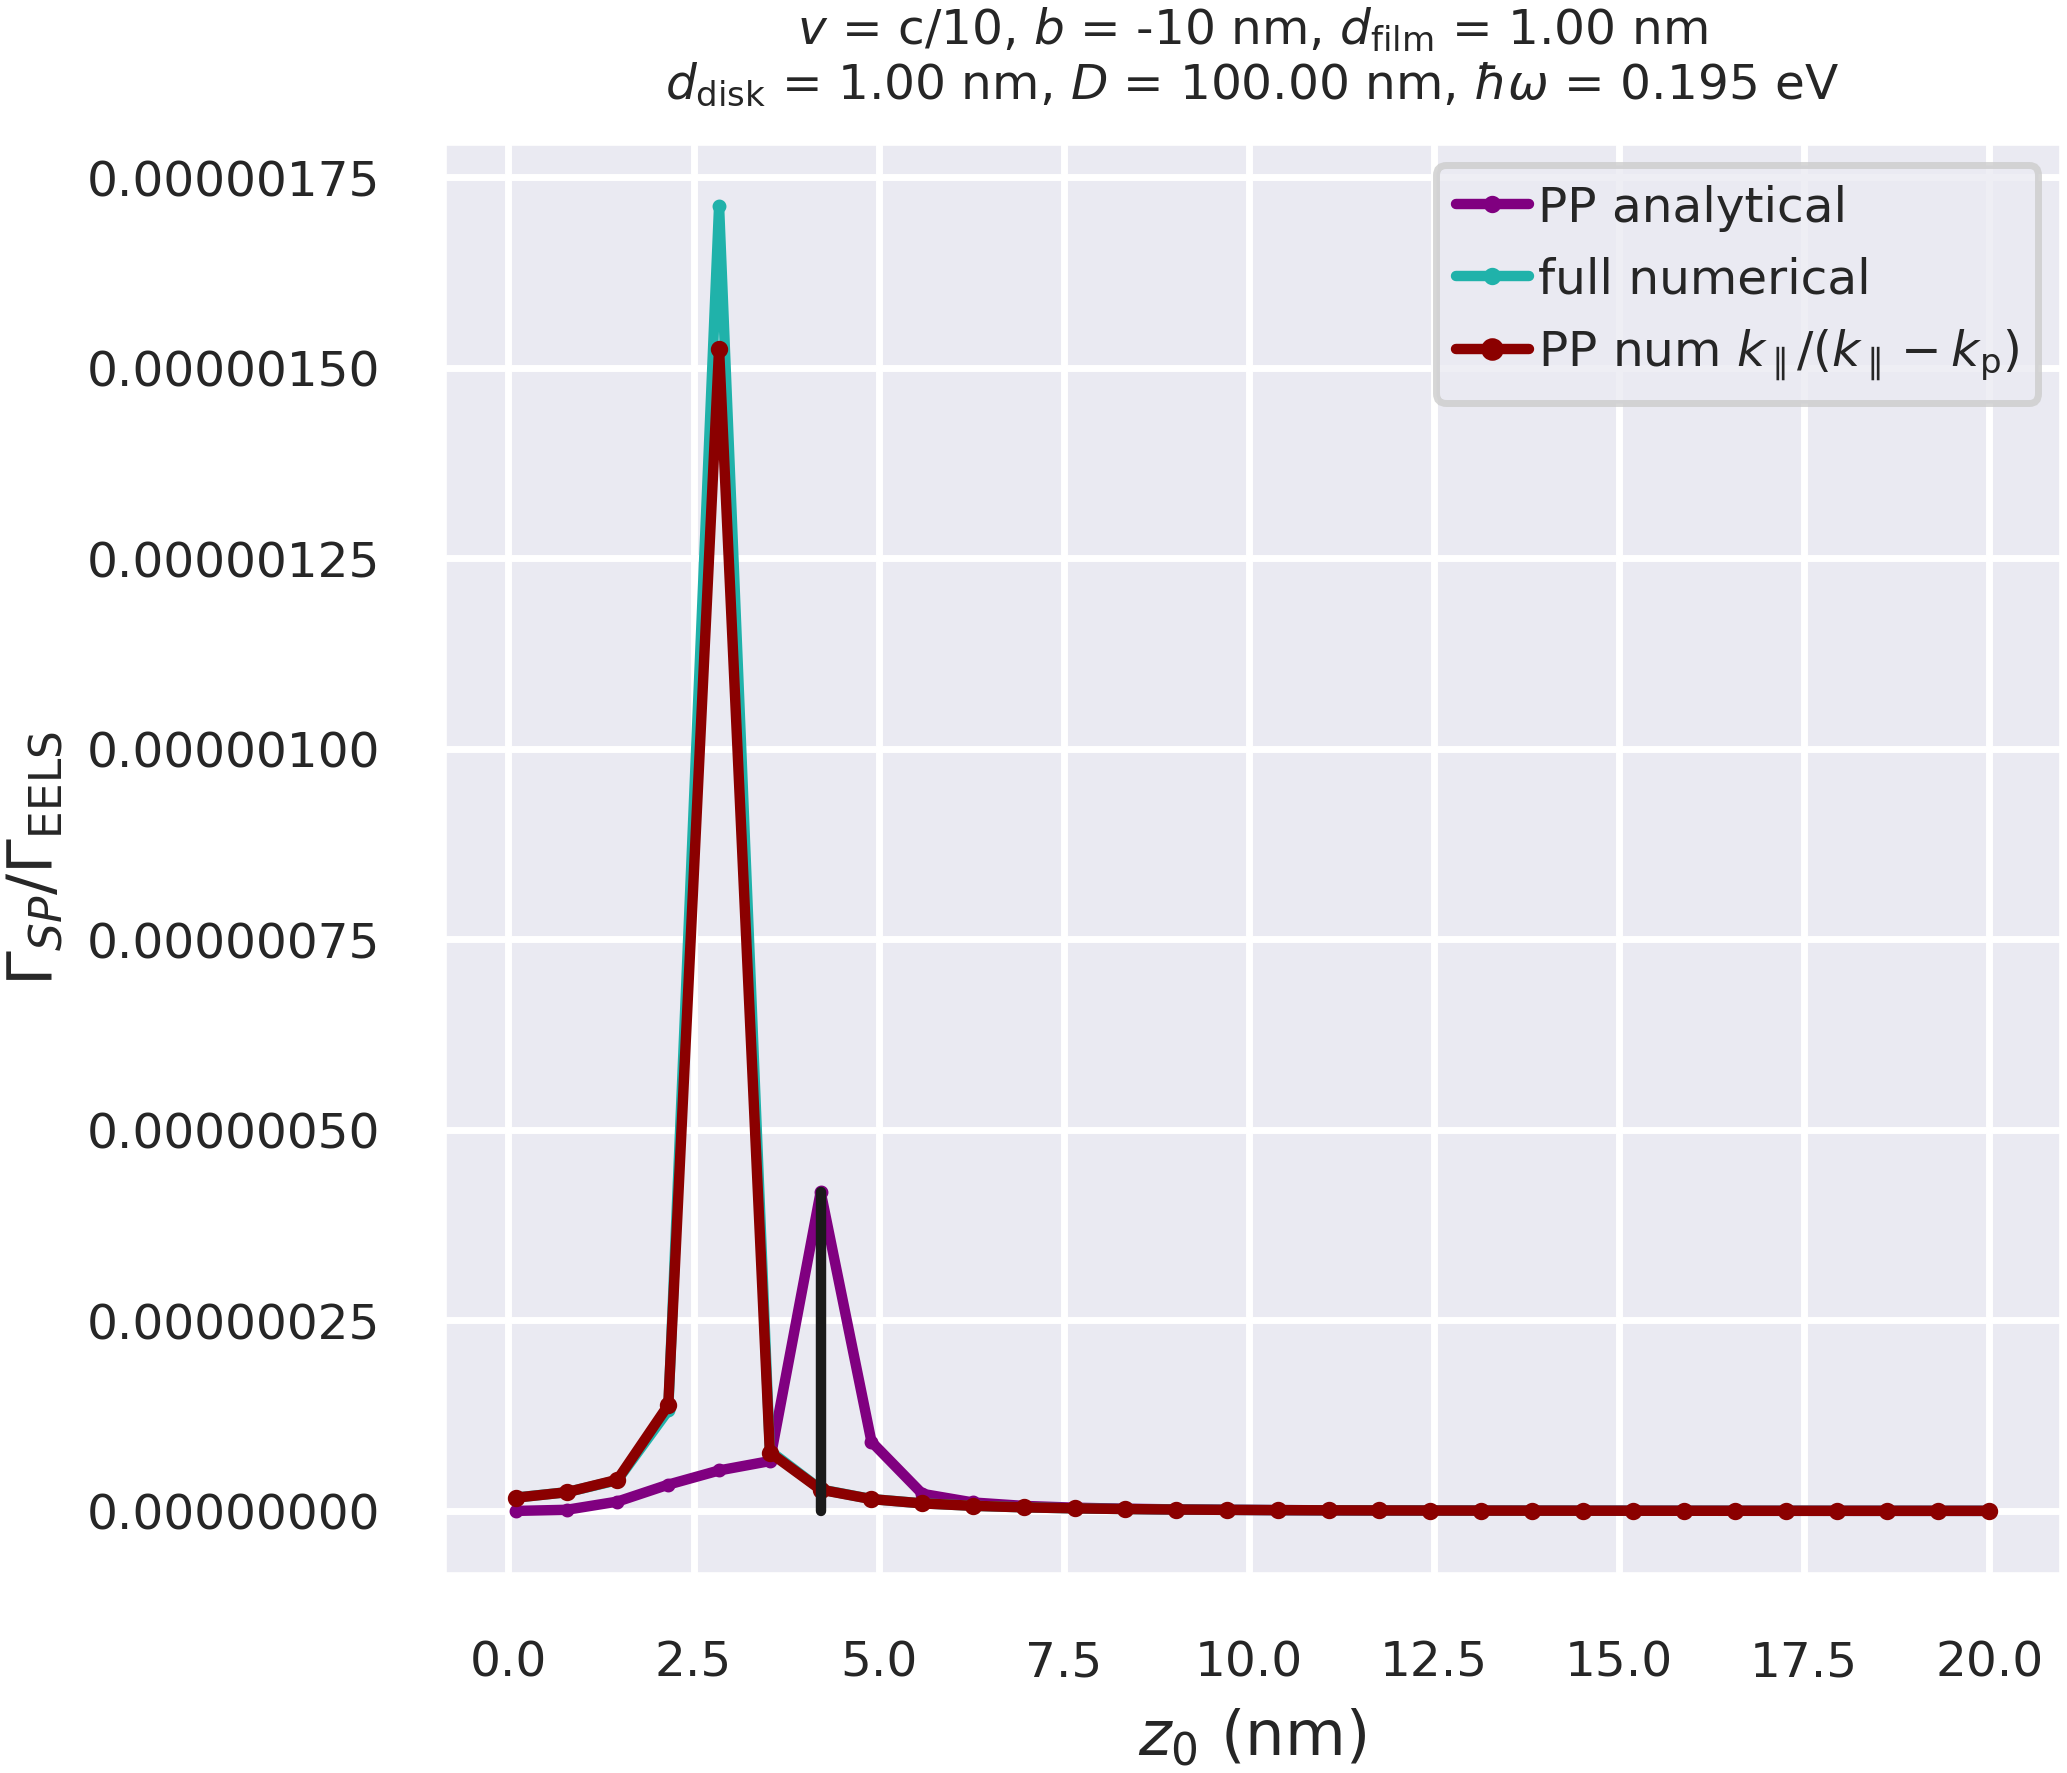 v = c/10, b = -10 nm, d_film = 1.00 nm
d_disk = 1.00 nm, D = 100.00 nm, ħω = 0.195 eV
0.00000175
0.00000150
0.00000125
0.00000100
0.00000075
0.00000050
0.00000025
0.00000000
Γ_SP/Γ_EELS
PP analytical
full numerical
PP num k_∥/(k_∥ − k_p)
0.0 2.5 5.0 7.5 10.0 12.5 15.0 17.5 20.0
z_0 (nm)